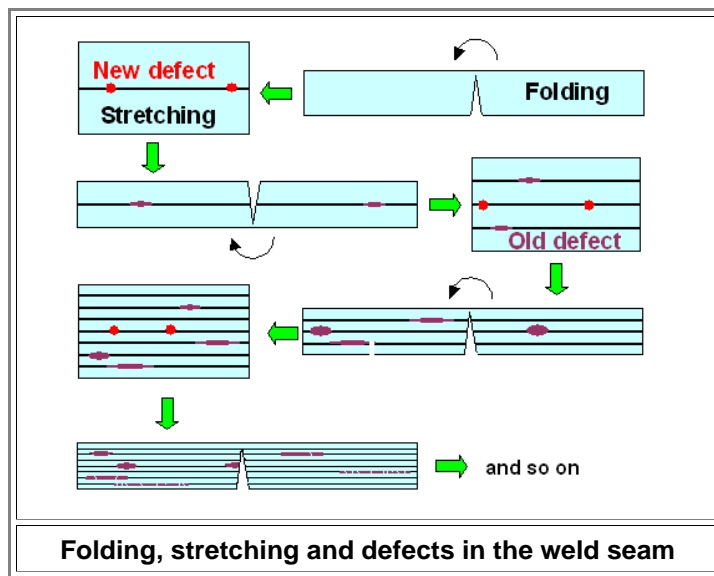 New defect
Stretching
Folding
Old defect
and so on
Folding, stretching and defects in the weld seam